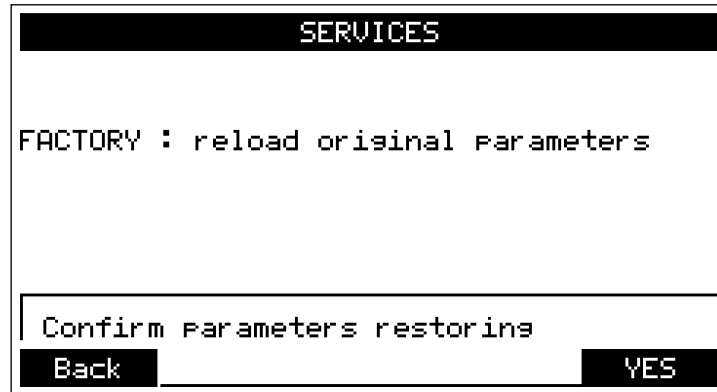 SERVICES
FACTORY : reload original parameters
Confirm parameters restoring
Back YES